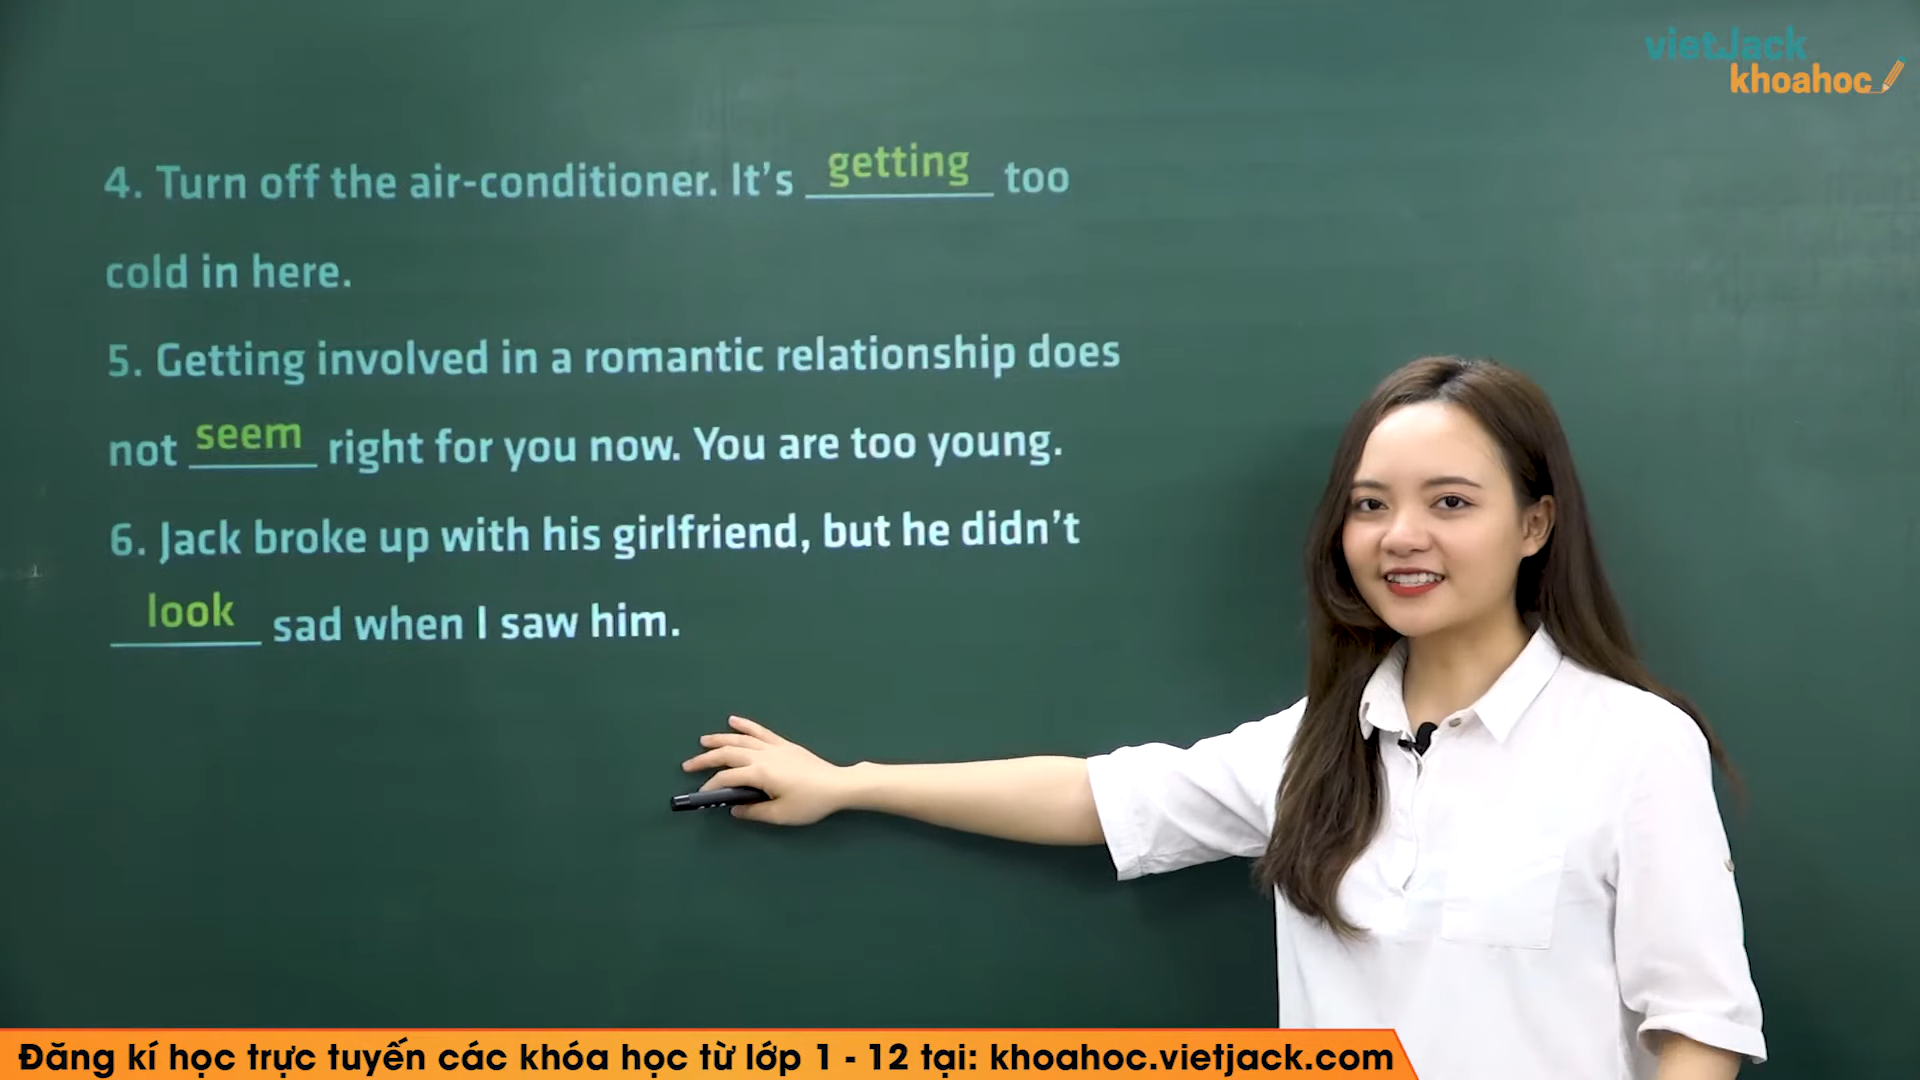 vietJack
khoahoc
4. Turn off the air-conditioner. It's getting too
cold in here.
5. Getting involved in a romantic relationship does
not seem right for you now. You are too young.
6. Jack broke up with his girlfriend, but he didn't
look sad when I saw him.
Đăng kí học trực tuyến các khóa học từ lớp 1 - 12 tại: khoahoc.vietjack.com